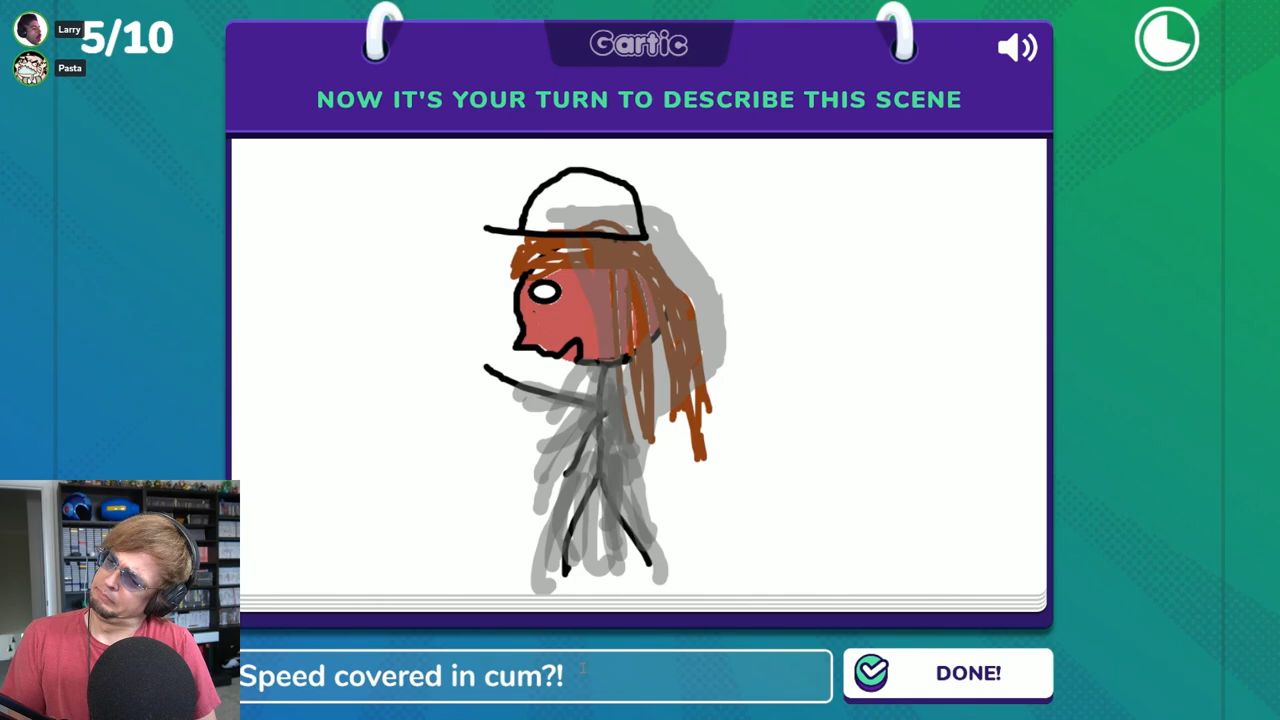 Larry
5/10
Pasta
Gartic
NOW IT'S YOUR TURN TO DESCRIBE THIS SCENE
Speed covered in cum?!
DONE!